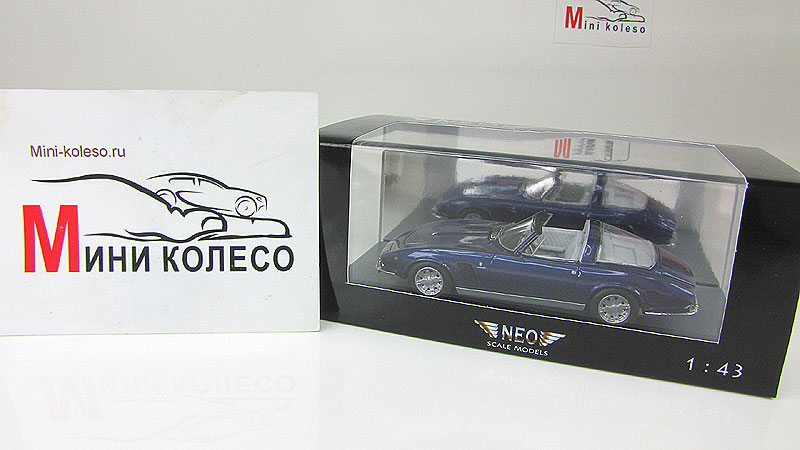 Mini-koleso.ru
Мини колесо
Mini koleso
NEO
SCALE MODELS
1:43